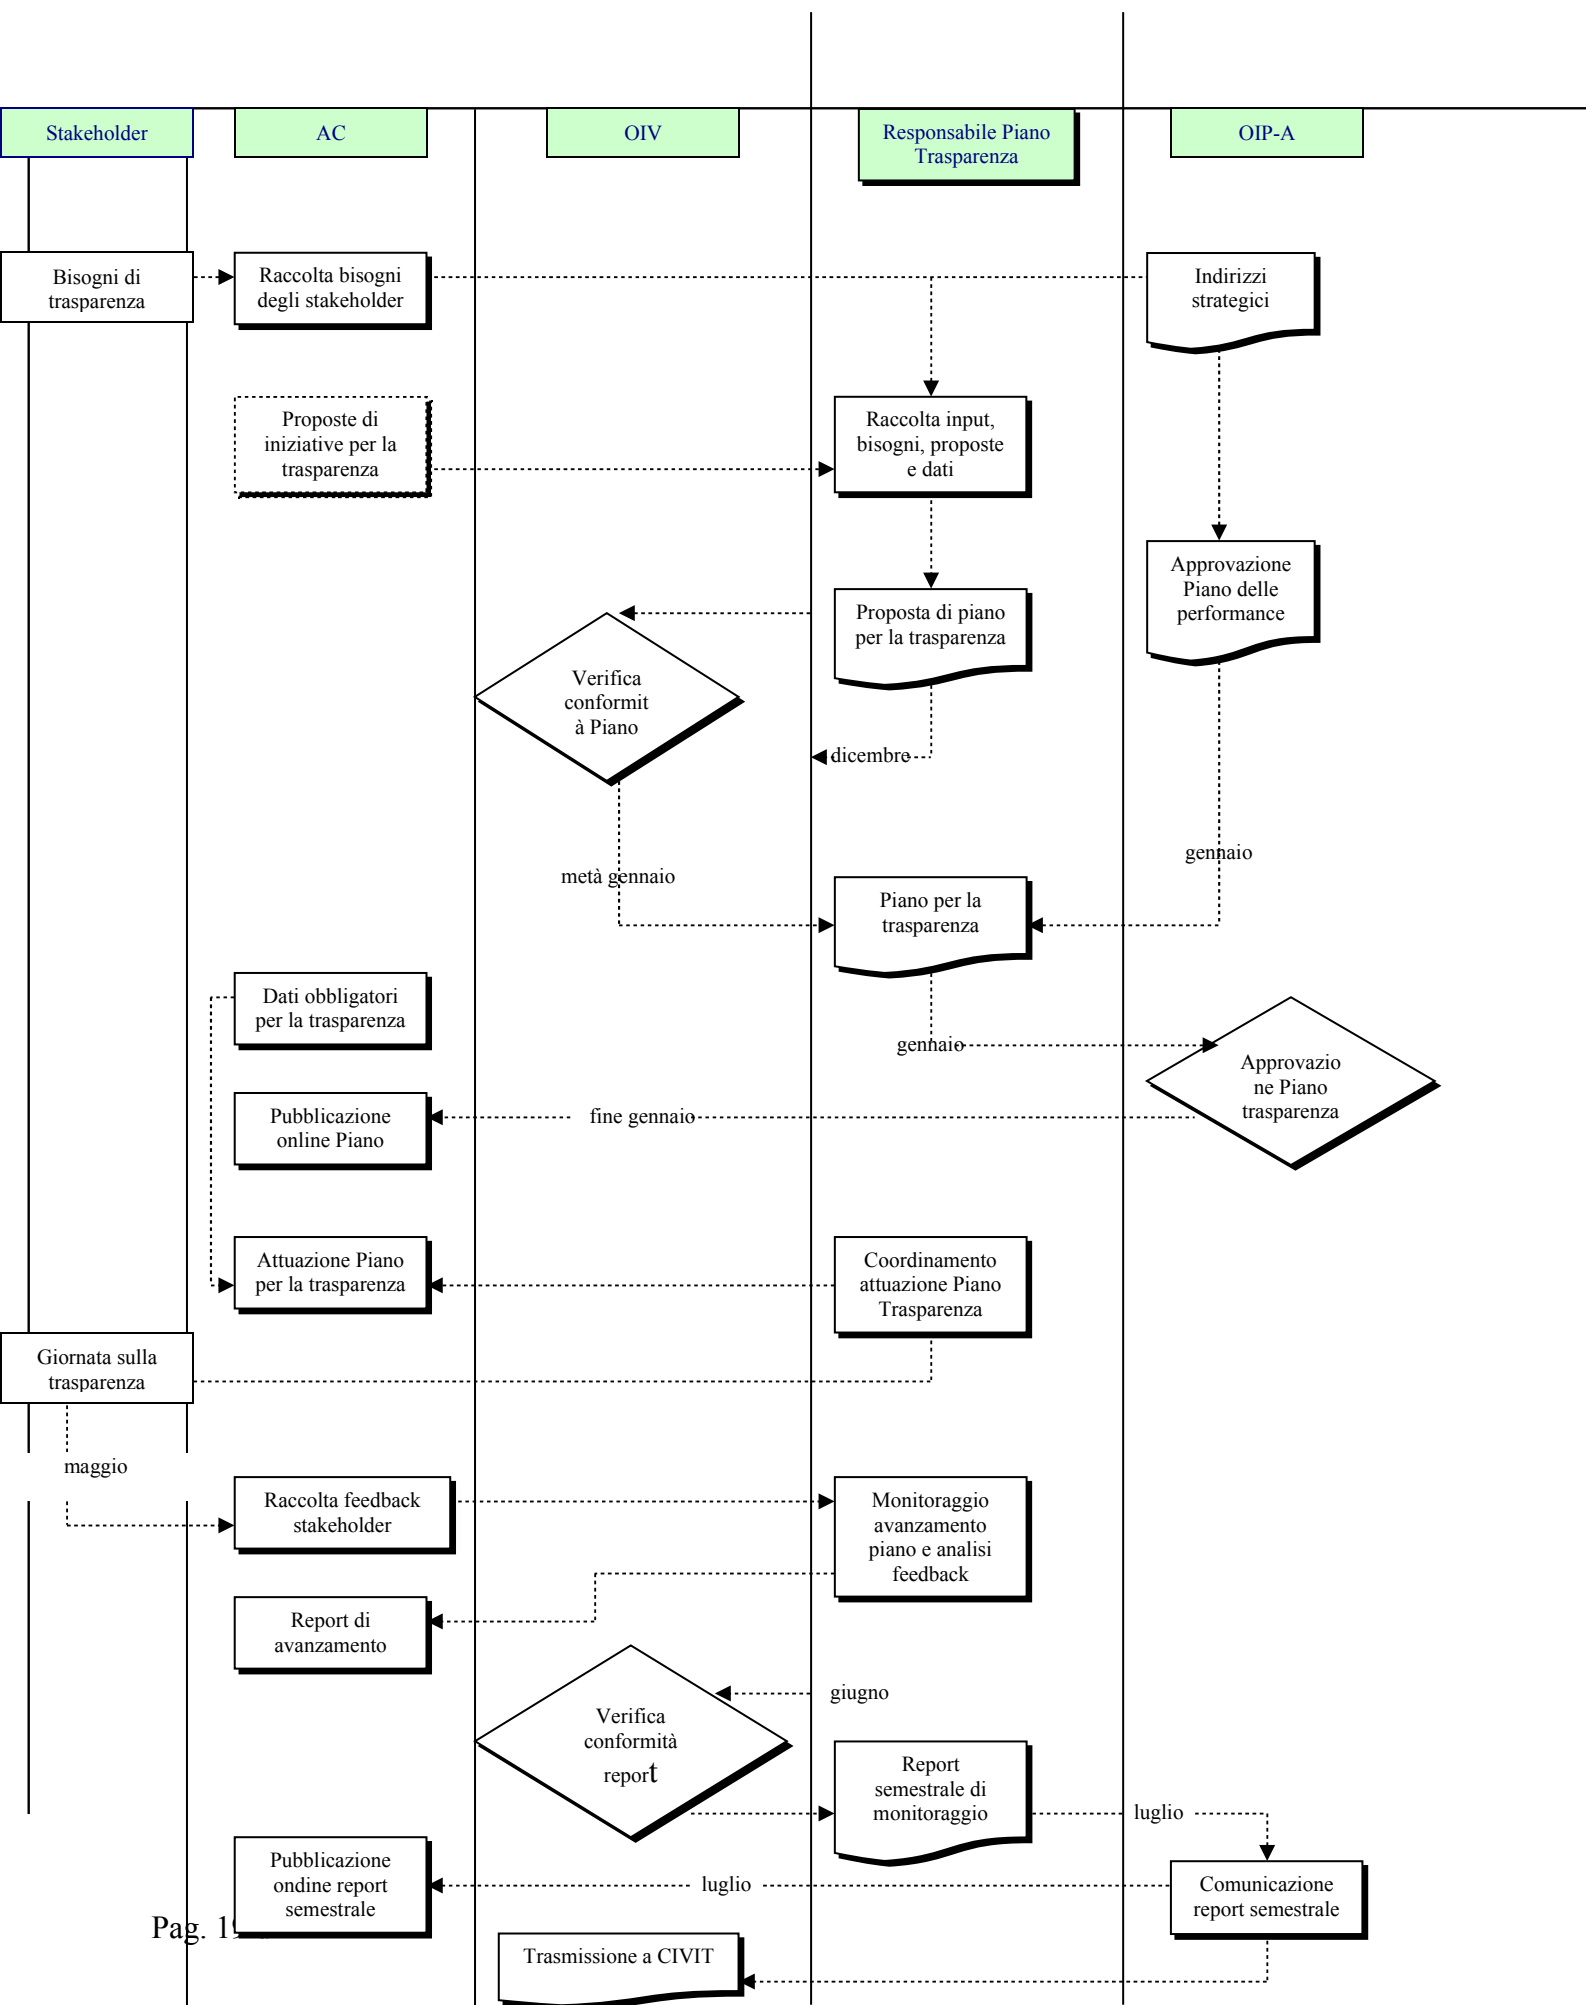 Stakeholder
AC
OIV
Responsabile Piano
Trasparenza
OIP-A
Bisogni di
trasparenza
Raccolta bisogni
degli stakeholder
Indirizzi
strategici
Proposte di
iniziative per la
trasparenza
Raccolta input,
bisogni, proposte
e dati
Approvazione
Piano delle
performance
Proposta di piano
per la trasparenza
Verifica
conformit
à Piano
dicembre
gennaio
metà gennaio
Piano per la
trasparenza
Dati obbligatori
per la trasparenza
gennaio
Approvazio
ne Piano
trasparenza
Pubblicazione
online Piano
fine gennaio
Attuazione Piano
per la trasparenza
Coordinamento
attuazione Piano
Trasparenza
Giornata sulla
trasparenza
maggio
Raccolta feedback
stakeholder
Monitoraggio
avanzamento
piano e analisi
feedback
Report di
avanzamento
giugno
Verifica
conformità
report
Report
semestrale di
monitoraggio
luglio
Pubblicazione
ondine report
semestrale
luglio
Comunicazione
report semestrale
Pag.
Trasmissione a CIVIT